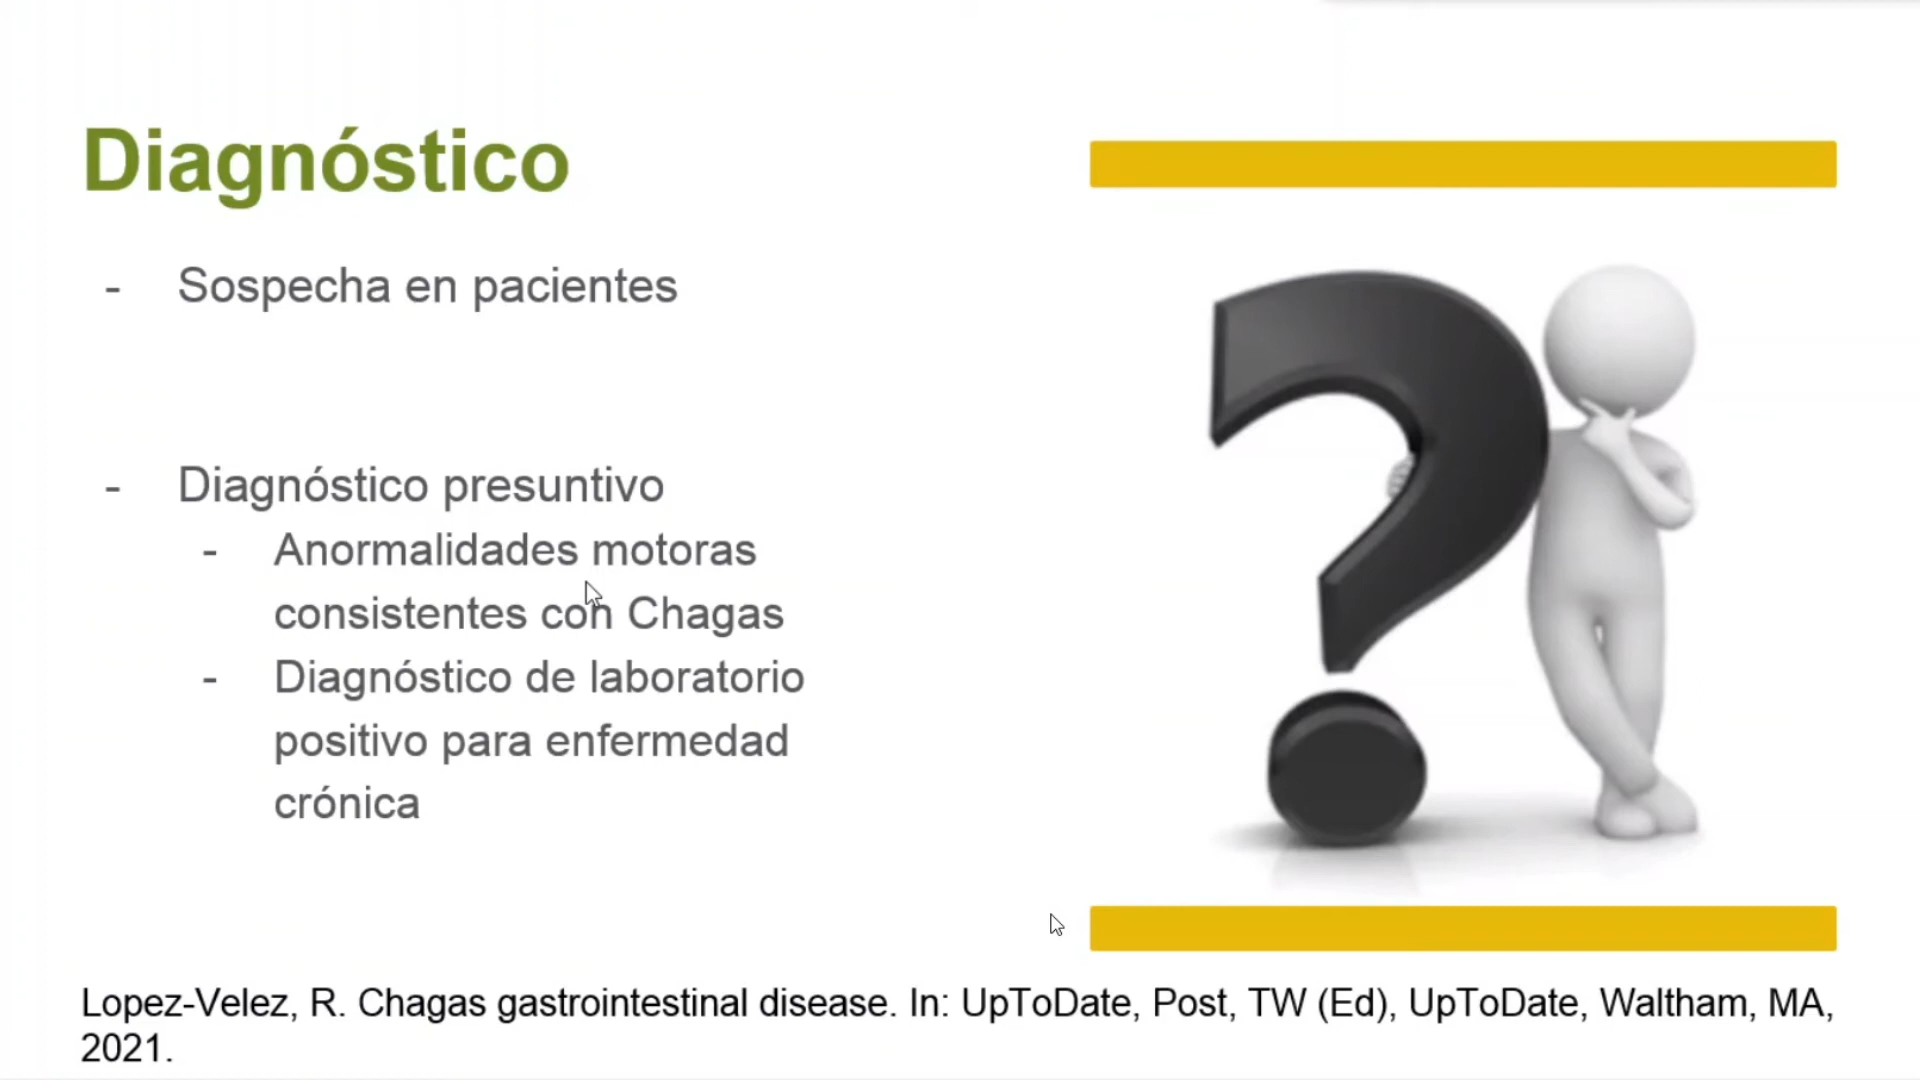 Diagnóstico
- Sospecha en pacientes
- Diagnóstico presuntivo
- Anormalidades motoras
consistentes con Chagas
- Diagnóstico de laboratorio
positivo para enfermedad
crónica
Lopez-Velez, R. Chagas gastrointestinal disease. In: UpToDate, Post, TW (Ed), UpToDate, Waltham, MA,
2021.